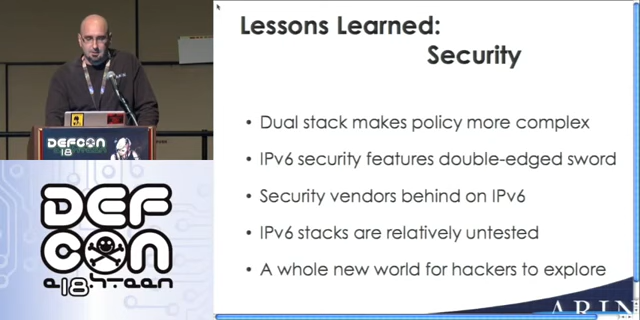 Lessons Learned:
Security
• Dual stack makes policy more complex
• IPv6 security features double-edged sword
• Security vendors behind on IPv6
• IPv6 stacks are relatively untested
• A whole new world for hackers to explore
ARIN
DEFCON
18
DEF
CON
e18hteen